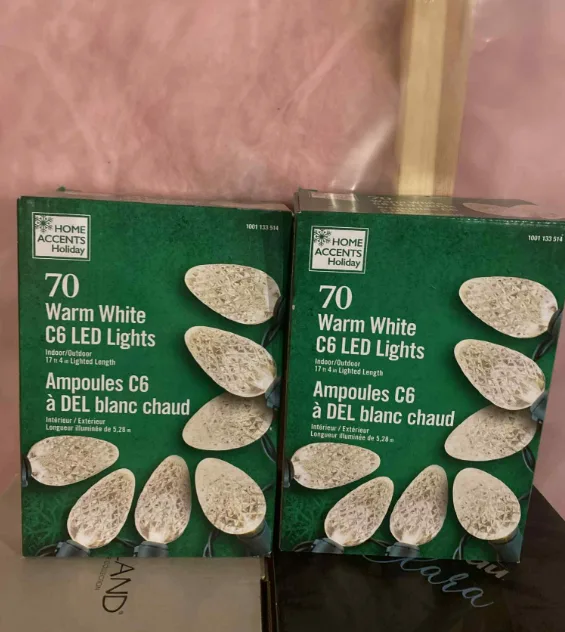 HOME
ACCENTS
Holiday
1001 133 514
70
Warm White
C6 LED Lights
Indoor/Outdoor
17 ft 4 in Lighted Length
Ampoules C6
à DEL blanc chaud
Intérieur / Extérieur
Longueur illuminée de 5,28 m
HOME
ACCENTS
Holiday
1001 133 514
70
Warm White
C6 LED Lights
Indoor/Outdoor
17 ft 4 in Lighted Length
Ampoules C6
à DEL blanc chaud
Intérieur / Extérieur
Longueur illuminée de 5,28 m